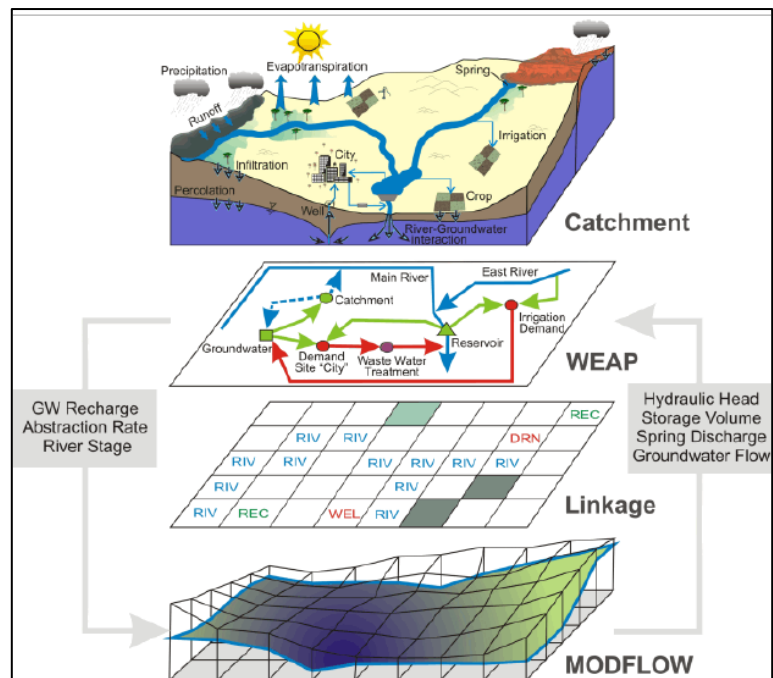 Precipitation
Evapotranspiration
Spring
Runoff
Irrigation
Infiltration
City
Percolation
Well
Crop
River-Groundwater
interaction
Catchment
Main River
East River
Catchment
Groundwater
Demand
Site "City"
Waste Water
Treatment
Reservoir
Irrigation
Demand
WEAP
GW Recharge
Abstraction Rate
River Stage
Hydraulic Head
Storage Volume
Spring Discharge
Groundwater Flow
REC
RIV RIV DRN
RIV RIV RIV RIV RIV RIV
RIV RIV
RIV REC WEL RIV
Linkage
MODFLOW